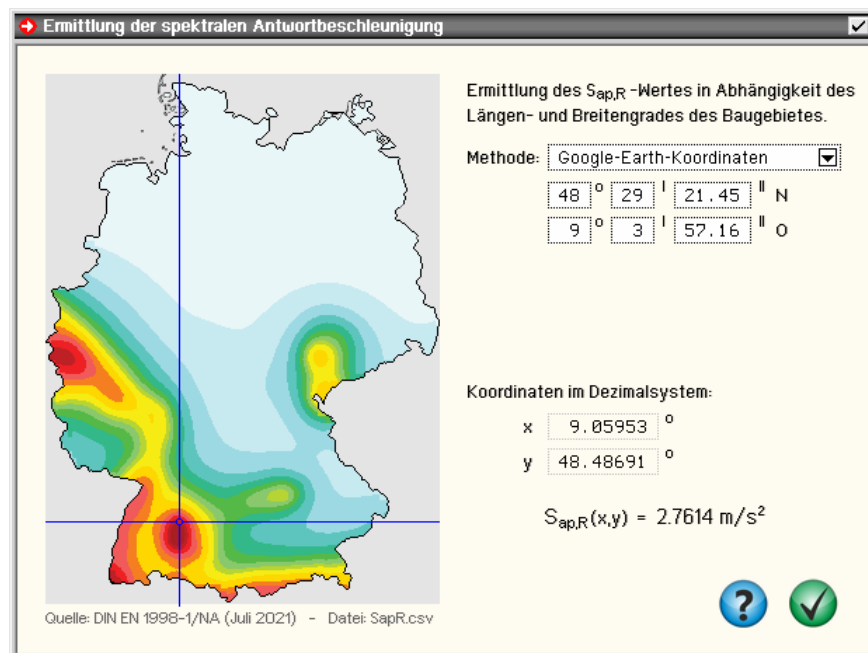 Ermittlung der spektralen Antwortbeschleunigung
Ermittlung des Sap,R -Wertes in Abhängigkeit des
Längen- und Breitengrades des Baugebietes.
Methode: Google-Earth-Koordinaten
48 o 29 ' 21.45 " N
9 o 3 ' 57.16 " O
Koordinaten im Dezimalsystem:
x 9.05953 o
y 48.48691 o
Sap,R(x,y) = 2.7614 m/s²
?
Quelle: DIN EN 1998-1/NA (Juli 2021) - Datei: SapR.csv